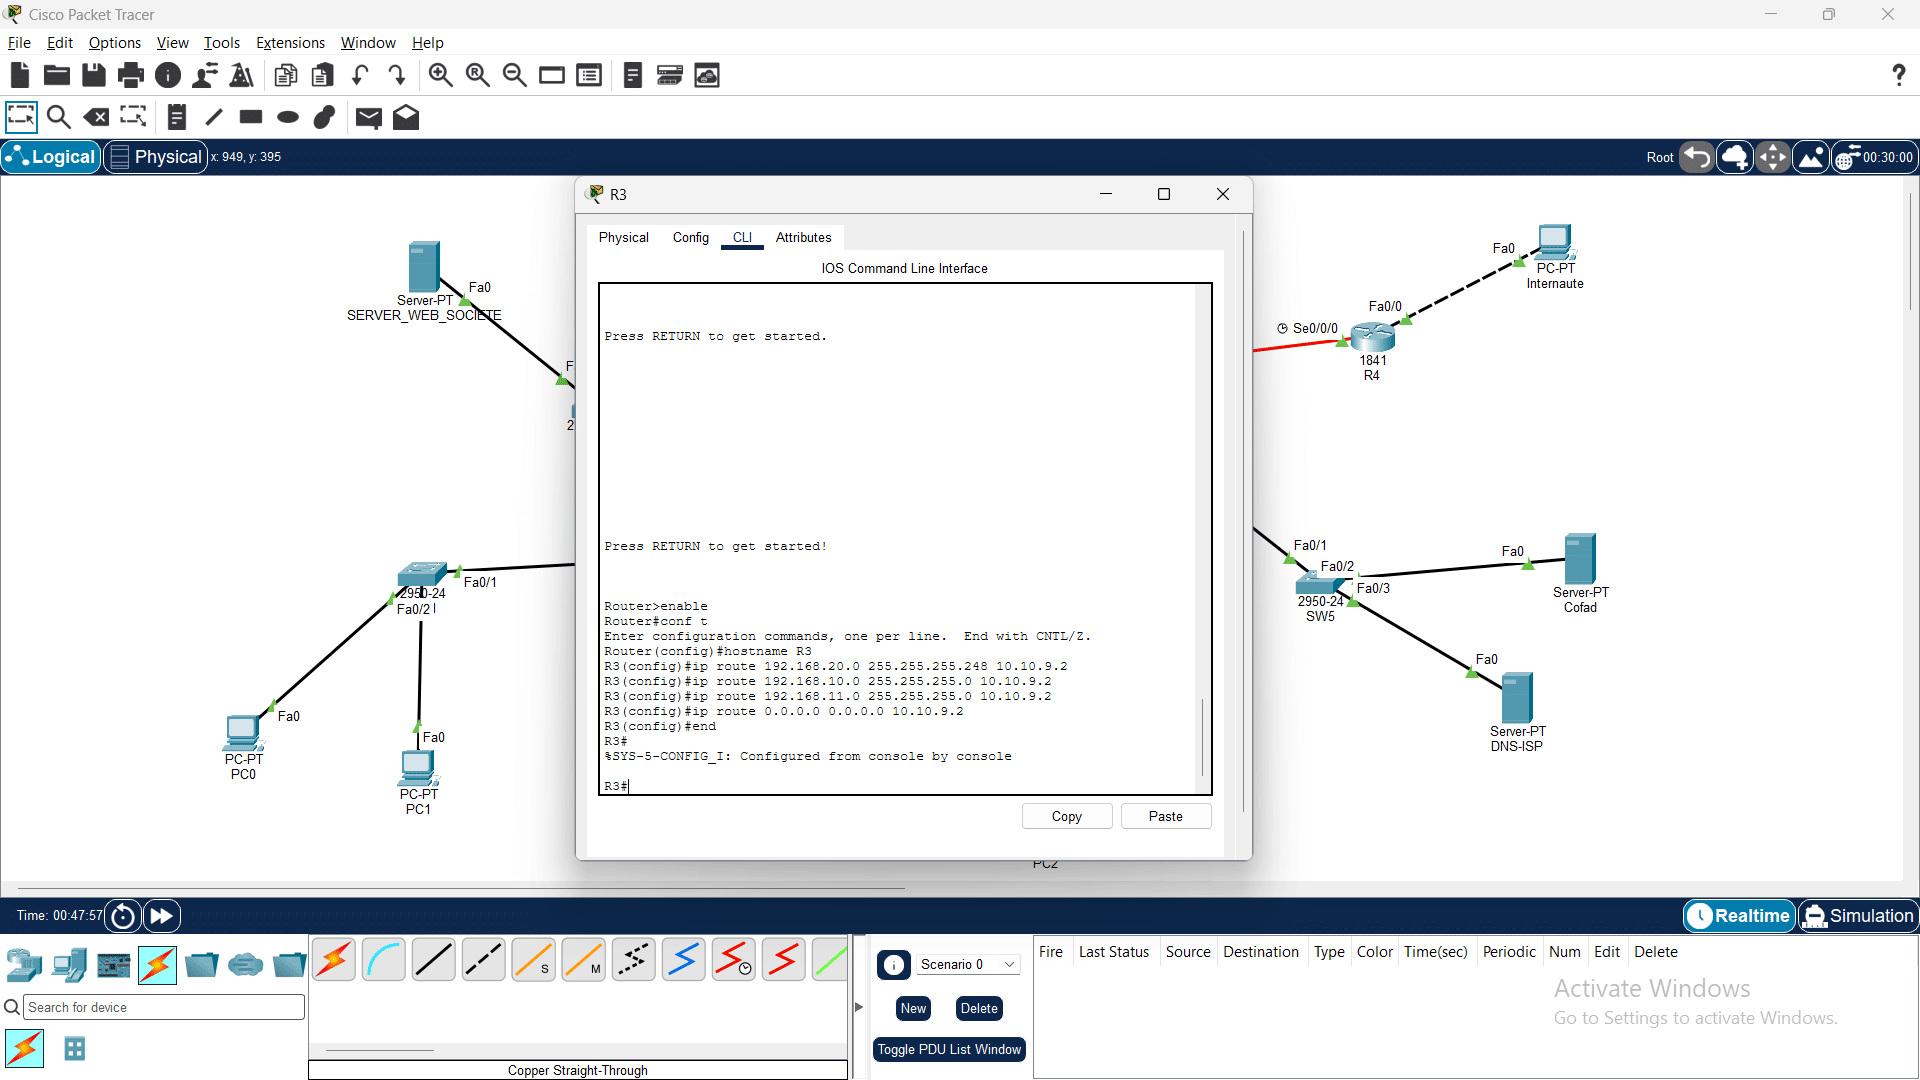 Cisco Packet Tracer
File Edit Options View Tools Extensions Window Help
Logical Physical x: 949, y: 395 Root 00:30:00
R3
Physical Config CLI Attributes
IOS Command Line Interface
Press RETURN to get started.
Press RETURN to get started!
Router>enable
Router#conf t
Enter configuration commands, one per line.  End with CNTL/Z.
Router(config)#hostname R3
R3(config)#ip route 192.168.20.0 255.255.255.248 10.10.9.2
R3(config)#ip route 192.168.10.0 255.255.255.0 10.10.9.2
R3(config)#ip route 192.168.11.0 255.255.255.0 10.10.9.2
R3(config)#ip route 0.0.0.0 0.0.0.0 10.10.9.2
R3(config)#end
R3#
%SYS-5-CONFIG_I: Configured from console by console
R3#
Copy Paste
Fa0
Server-PT
SERVER_WEB_SOCIETE
F
2
Fa0/1
2950-24
Fa0/2
Fa0
PC-PT
PC0
Fa0
PC-PT
PC1
Fa0
PC-PT
Internaute
Fa0/0
Se0/0/0
1841
R4
Fa0/1
Fa0/2
Fa0/3
2950-24
SW5
Fa0
Server-PT
Cofad
Fa0
Server-PT
DNS-ISP
PC2
Time: 00:47:57 Realtime Simulation
Search for device
S
M
Copper Straight-Through
Scenario 0
New Delete
Toggle PDU List Window
Fire Last Status Source Destination Type Color Time(sec) Periodic Num Edit Delete
Activate Windows
Go to Settings to activate Windows.